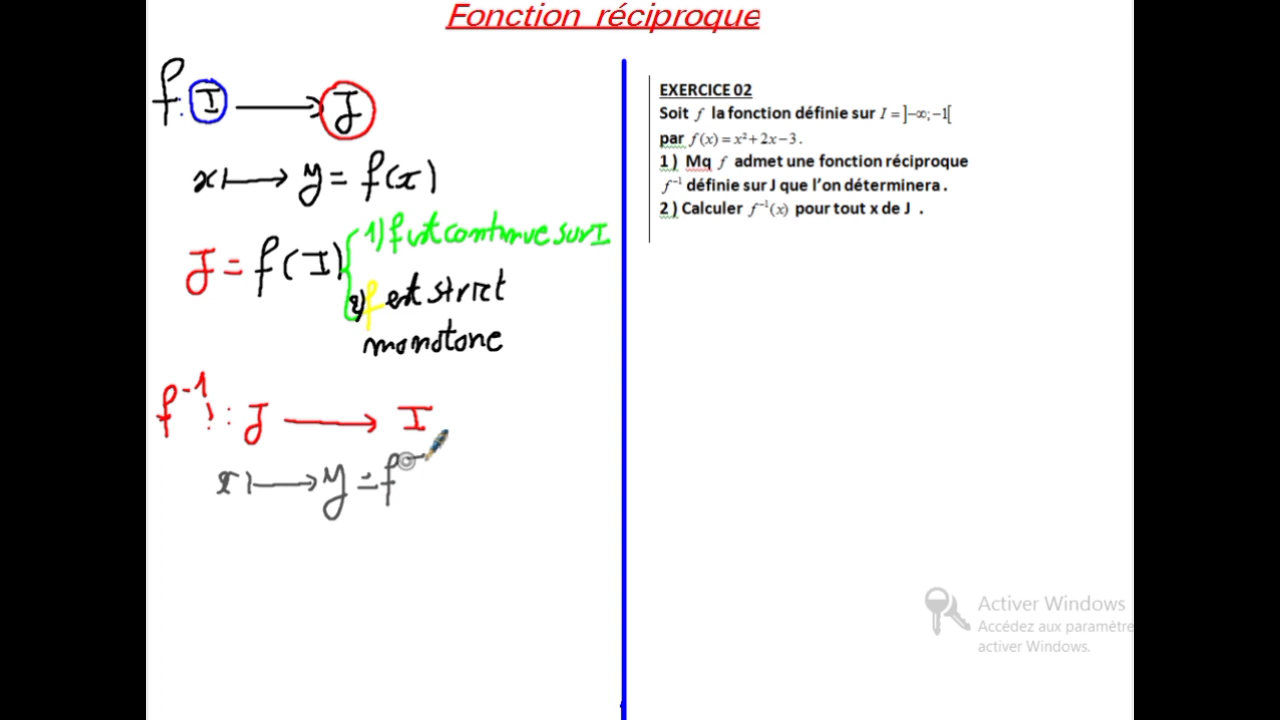 Fonction réciproque
f: I ⟶ J
x ⟼ y = f(x)
J = f(I) { 1) f est continue sur I
2) f est strict
monotone
f⁻¹ : J ⟶ I
x ⟼ y = f⁻
EXERCICE 02
Soit f la fonction définie sur I = ]-∞;-1[
par f(x) = x²+2x-3.
1) Mq f admet une fonction réciproque
f⁻¹ définie sur J que l'on déterminera.
2) Calculer f⁻¹(x) pour tout x de J .
Activer Windows
Accédez aux paramètre
activer Windows.